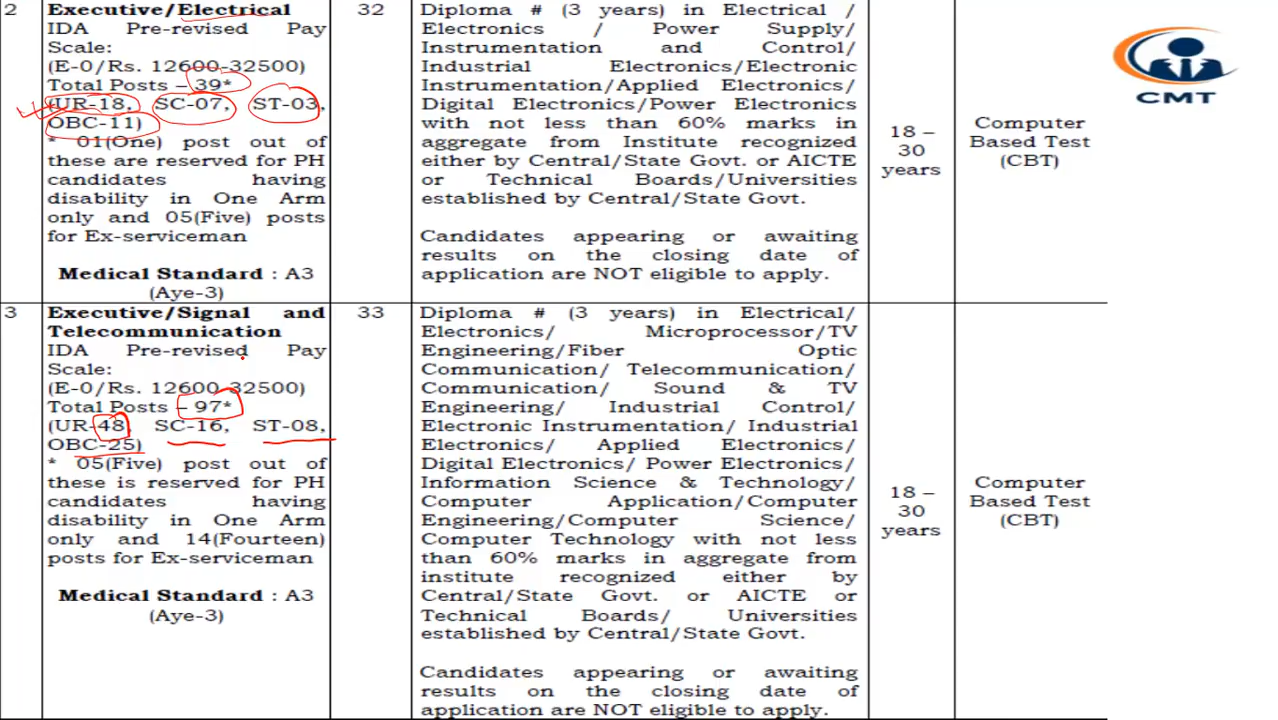 2
Executive/Electrical
IDA Pre-revised Pay
Scale:
(E-0/Rs. 12600-32500)
Total Posts – 39*
(UR-18, SC-07, ST-03,
OBC-11)
* 01(One) post out of
these are reserved for PH
candidates having
disability in One Arm
only and 05(Five) posts
for Ex-serviceman
Medical Standard : A3
(Aye-3)
32
Diploma # (3 years) in Electrical /
Electronics / Power Supply/
Instrumentation and Control/
Industrial Electronics/Electronic
Instrumentation/Applied Electronics/
Digital Electronics/Power Electronics
with not less than 60% marks in
aggregate from Institute recognized
either by Central/State Govt. or AICTE
or Technical Boards/Universities
established by Central/State Govt.
Candidates appearing or awaiting
results on the closing date of
application are NOT eligible to apply.
18 –
30
years
Computer
Based Test
(CBT)
CMT
3
Executive/Signal and
Telecommunication
IDA Pre-revised Pay
Scale:
(E-0/Rs. 12600-32500)
Total Posts – 97*
(UR-48, SC-16, ST-08,
OBC-25)
* 05(Five) post out of
these is reserved for PH
candidates having
disability in One Arm
only and 14(Fourteen)
posts for Ex-serviceman
Medical Standard : A3
(Aye-3)
33
Diploma # (3 years) in Electrical/
Electronics/ Microprocessor/TV
Engineering/Fiber Optic
Communication/ Telecommunication/
Communication/ Sound & TV
Engineering/ Industrial Control/
Electronic Instrumentation/ Industrial
Electronics/ Applied Electronics/
Digital Electronics/ Power Electronics/
Information Science & Technology/
Computer Application/Computer
Engineering/Computer Science/
Computer Technology with not less
than 60% marks in aggregate from
institute recognized either by
Central/State Govt. or AICTE or
Technical Boards/ Universities
established by Central/State Govt.
Candidates appearing or awaiting
results on the closing date of
application are NOT eligible to apply.
18 –
30
years
Computer
Based Test
(CBT)